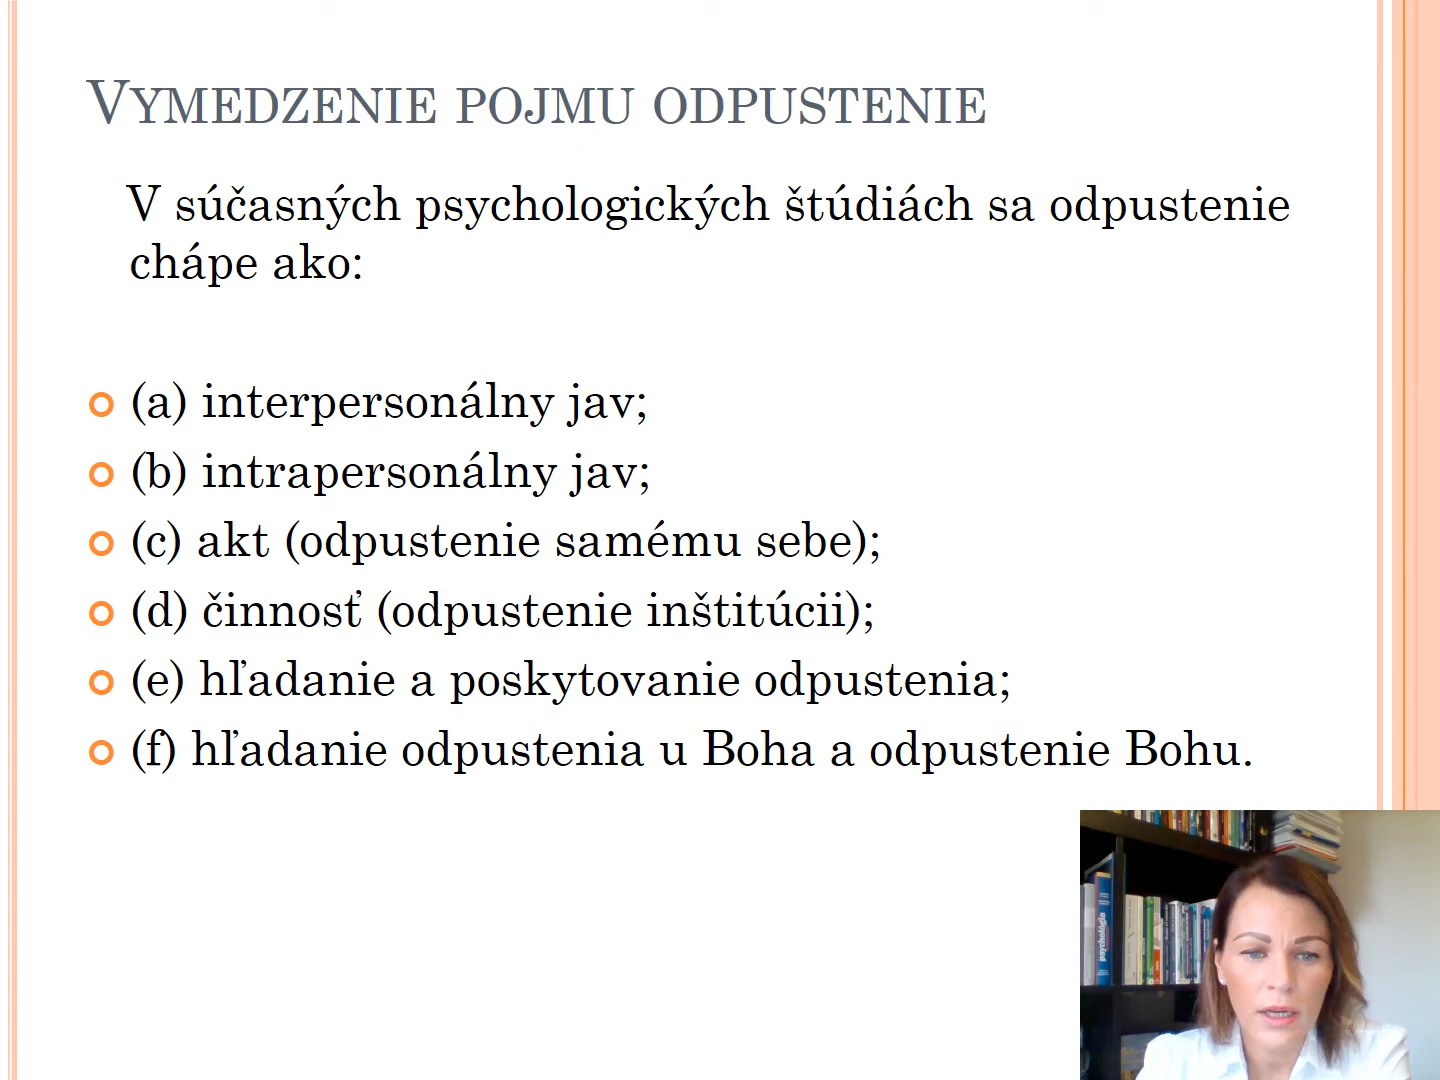 VYMEDZENIE POJMU ODPUSTENIE
V súčasných psychologických štúdiách sa odpustenie
chápe ako:
(a) interpersonálny jav;
(b) intrapersonálny jav;
(c) akt (odpustenie samému sebe);
(d) činnosť (odpustenie inštitúcii);
(e) hľadanie a poskytovanie odpustenia;
(f) hľadanie odpustenia u Boha a odpustenie Bohu.
psychológia